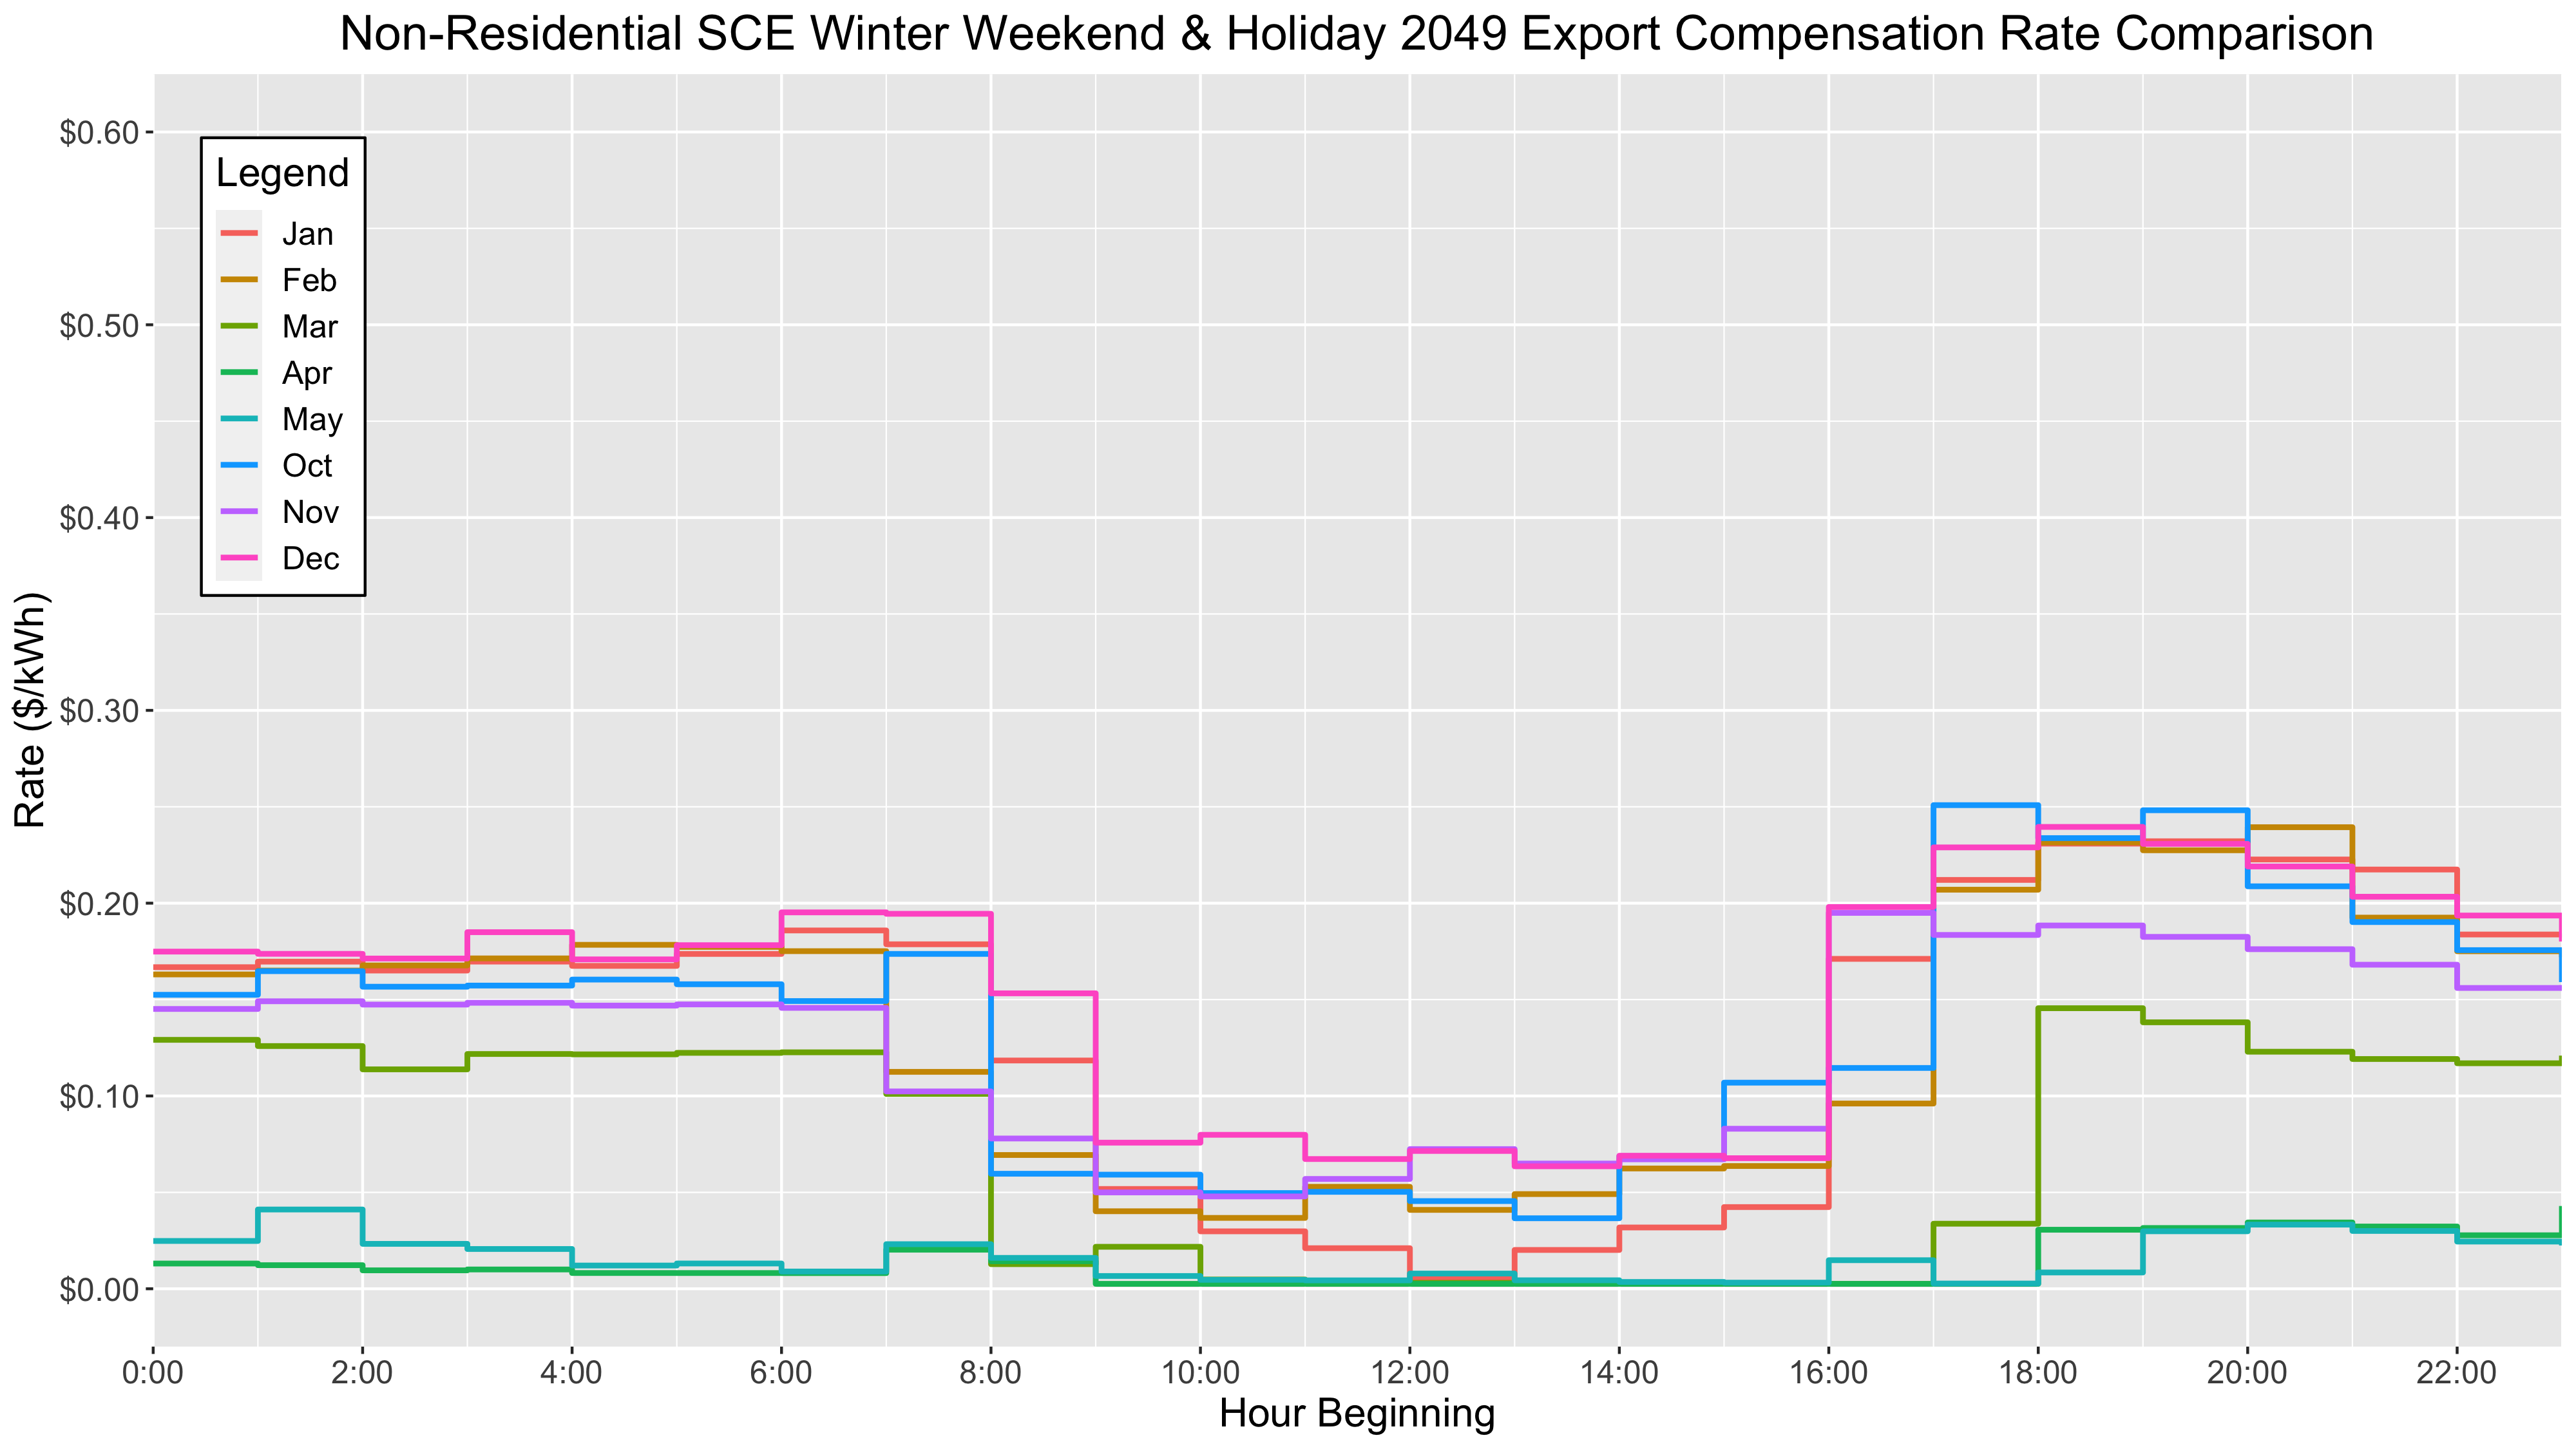 Non-Residential SCE Winter Weekend & Holiday 2049 Export Compensation Rate Comparison
$0.60
$0.50
$0.40
$0.30
$0.20
$0.10
$0.00
Rate ($/kWh)
Legend
Jan
Feb
Mar
Apr
May
Oct
Nov
Dec
0:00 2:00 4:00 6:00 8:00 10:00 12:00 14:00 16:00 18:00 20:00 22:00
Hour Beginning